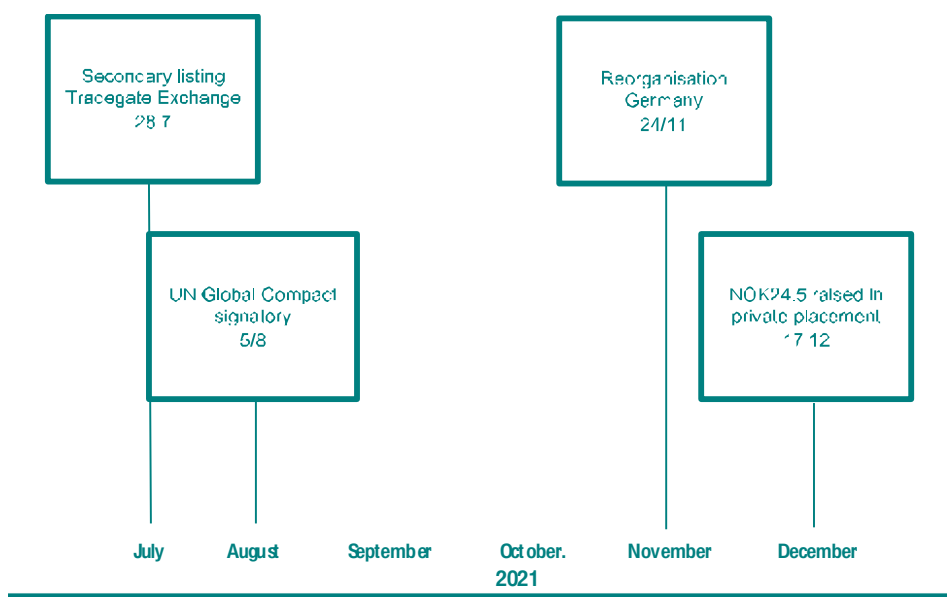 Secondary listing
Tradegate Exchange
28/7
Reorganisation
Germany
24/11
UN Global Compact
signatory
5/8
NOK24.5 raised in
private placement
17/12
July August September October. November December
2021